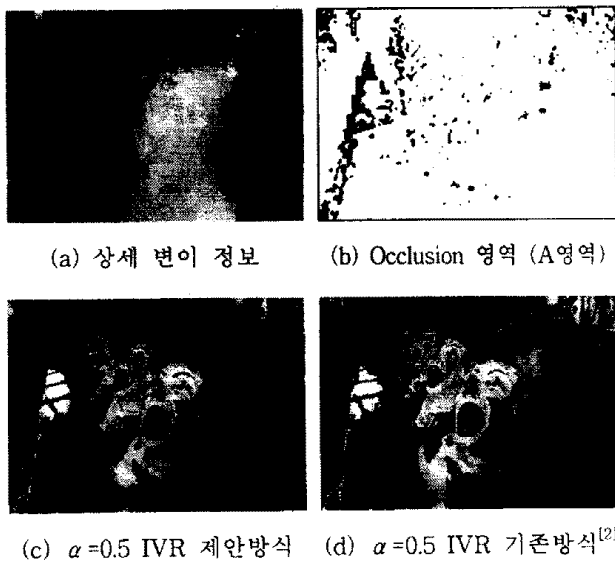 (a) 상세 변이 정보
(b) Occlusion 영역 (A영역)
(c) α=0.5 IVR 제안방식
(d) α=0.5 IVR 기존방식[2]